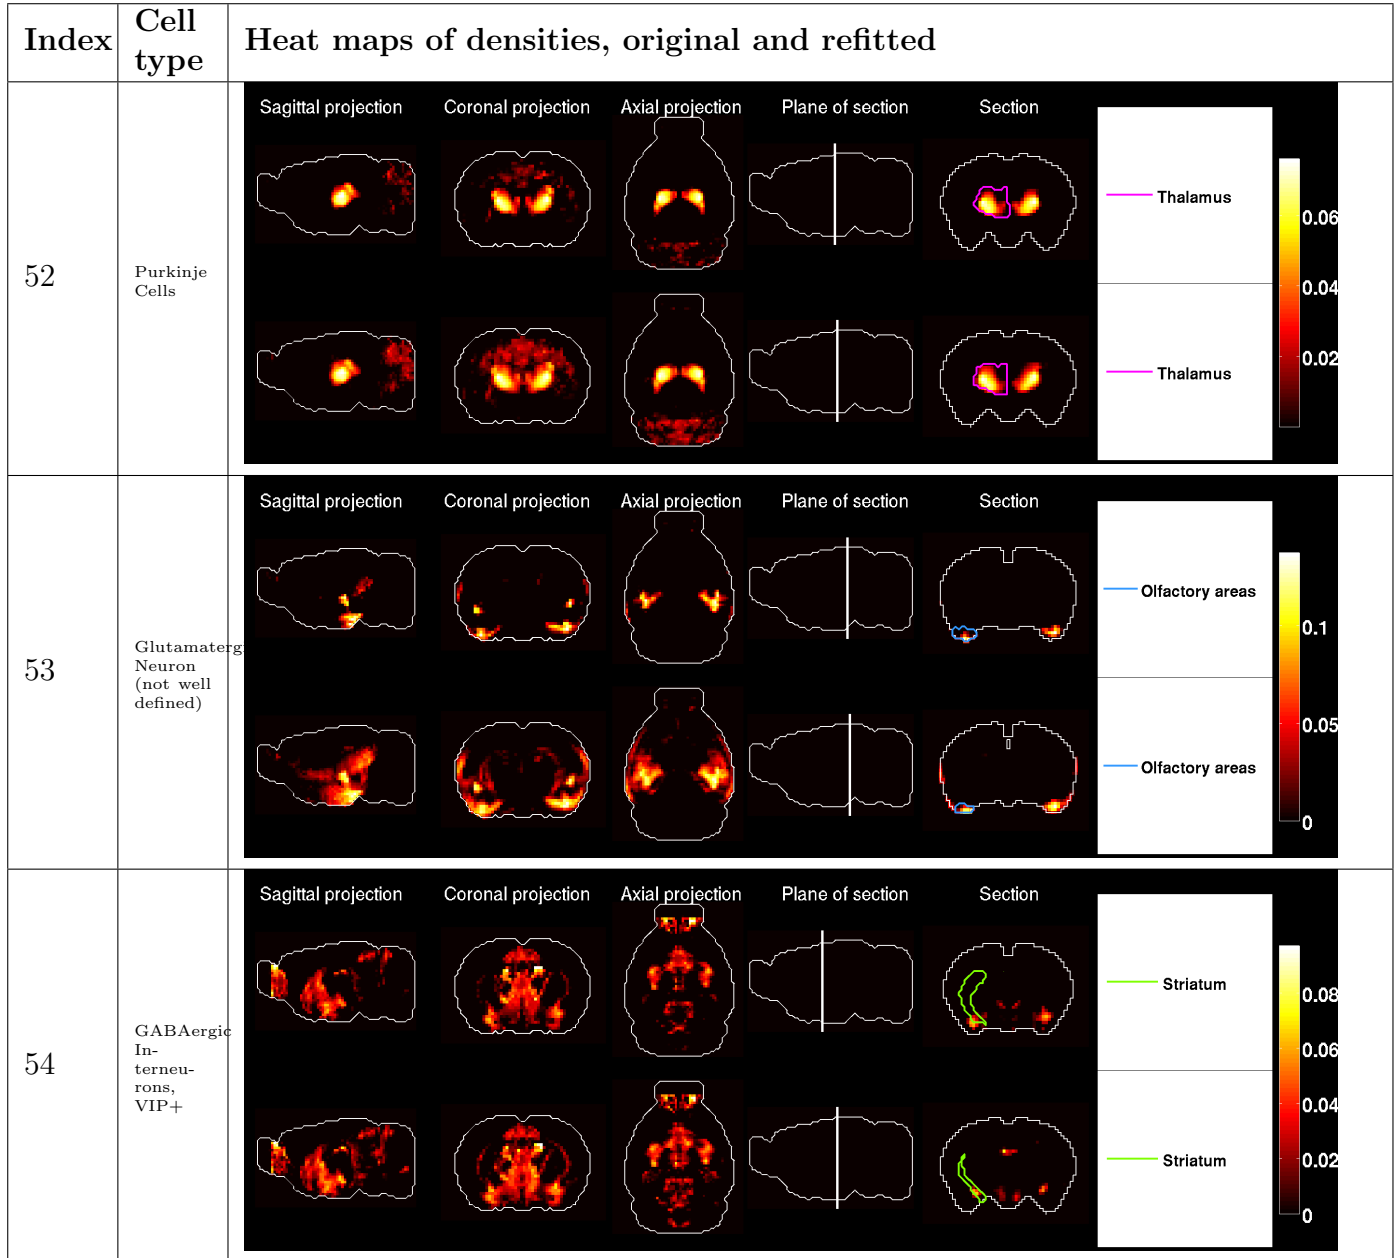 Index
Cell
type
Heat maps of densities, original and refitted
52
Purkinje
Cells
Sagittal projection Coronal projection Axial projection Plane of section Section
Thalamus
Thalamus
0.06
0.04
0.02
53
Glutamaterg
Neuron
(not well
defined)
Sagittal projection Coronal projection Axial projection Plane of section Section
Olfactory areas
Olfactory areas
0.1
0.05
0
54
GABAergic
In-
terneu-
rons,
VIP+
Sagittal projection Coronal projection Axial projection Plane of section Section
Striatum
Striatum
0.08
0.06
0.04
0.02
0